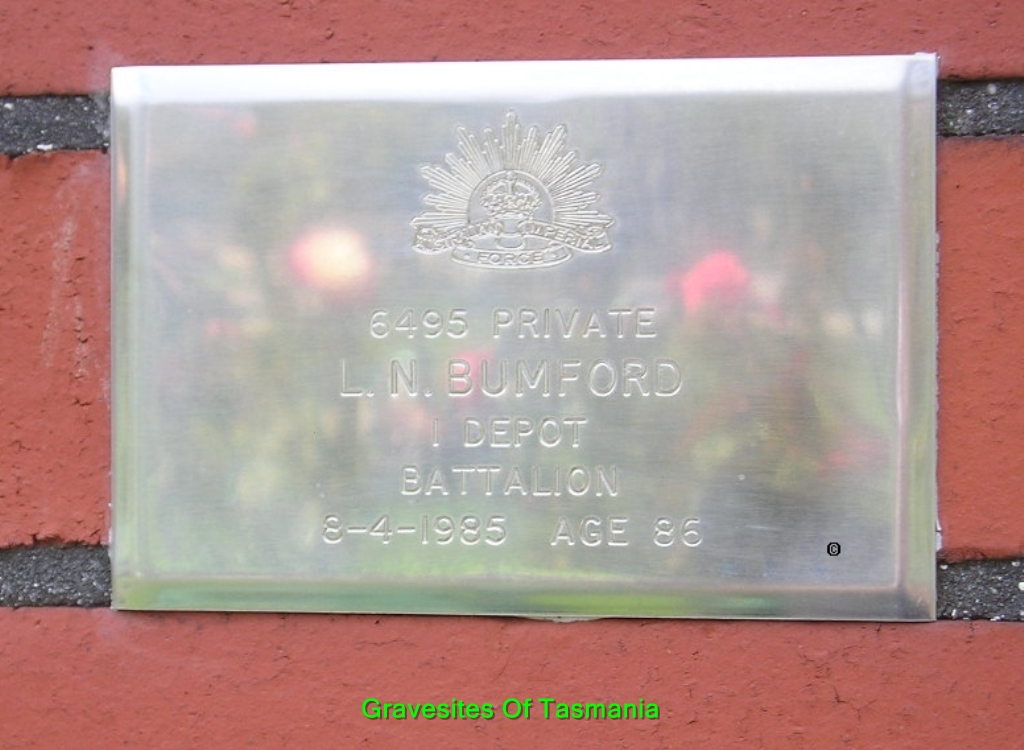 AUSTRALIAN IMPERIAL
FORCE
6495 PRIVATE
L. N. BUMFORD
1 DEPOT
BATTALION
8-4-1985 AGE 86
©
Gravesites Of Tasmania